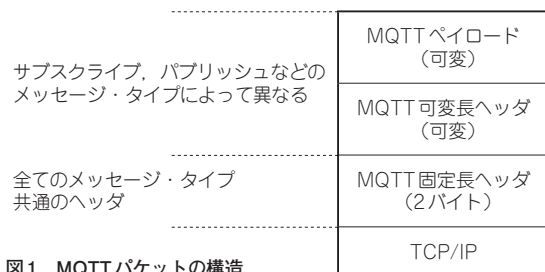 MQTTペイロード
(可変)
サブスクライブ,パブリッシュなどの
メッセージ・タイプによって異なる
MQTT可変長ヘッダ
(可変)
全てのメッセージ・タイプ
共通のヘッダ
MQTT固定長ヘッダ
(2バイト)
TCP/IP
図1 MQTTパケットの構造